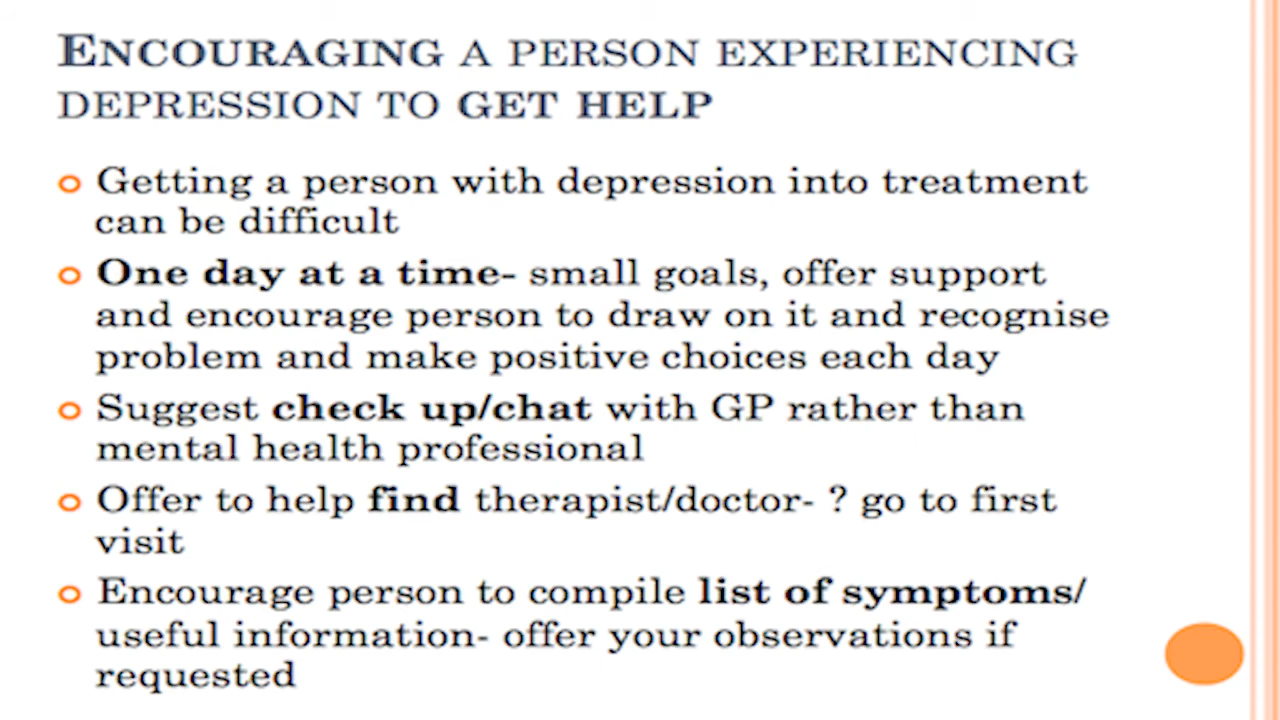 ENCOURAGING A PERSON EXPERIENCING
DEPRESSION TO GET HELP
Getting a person with depression into treatment
can be difficult
One day at a time- small goals, offer support
and encourage person to draw on it and recognise
problem and make positive choices each day
Suggest check up/chat with GP rather than
mental health professional
Offer to help find therapist/doctor- ? go to first
visit
Encourage person to compile list of symptoms/
useful information- offer your observations if
requested